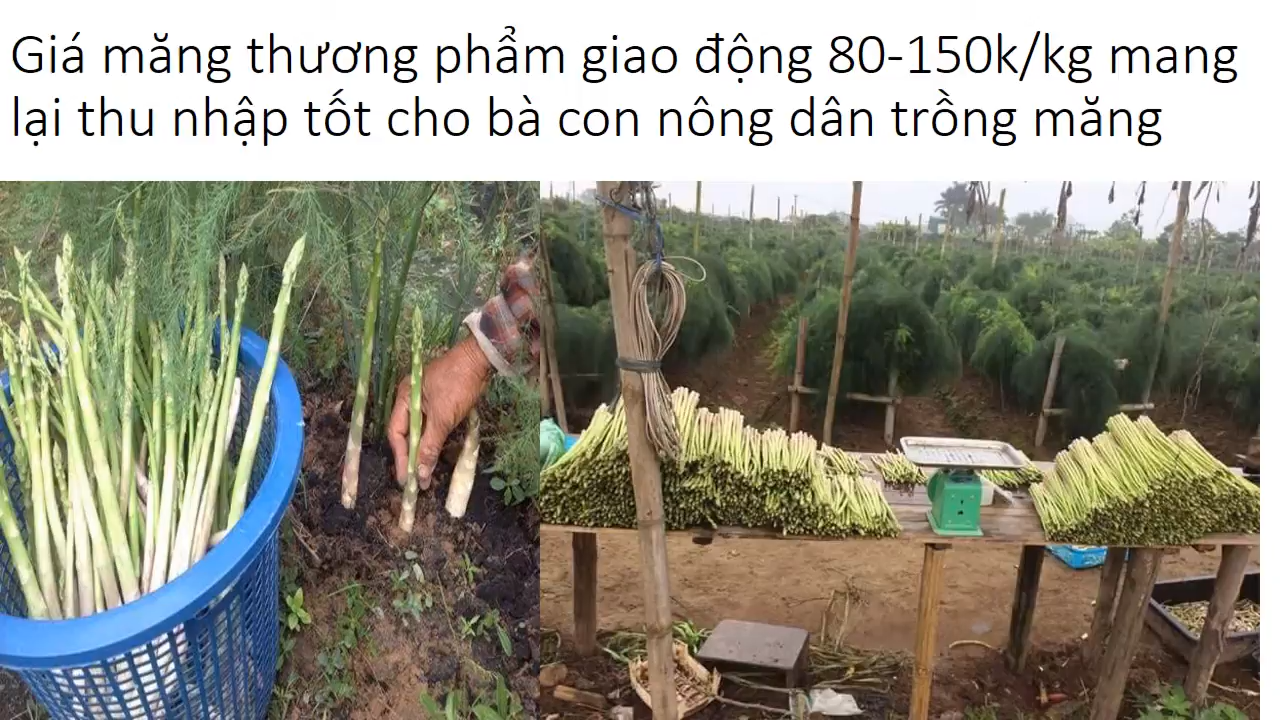 Giá măng thương phẩm giao động 80-150k/kg mang
lại thu nhập tốt cho bà con nông dân trồng măng